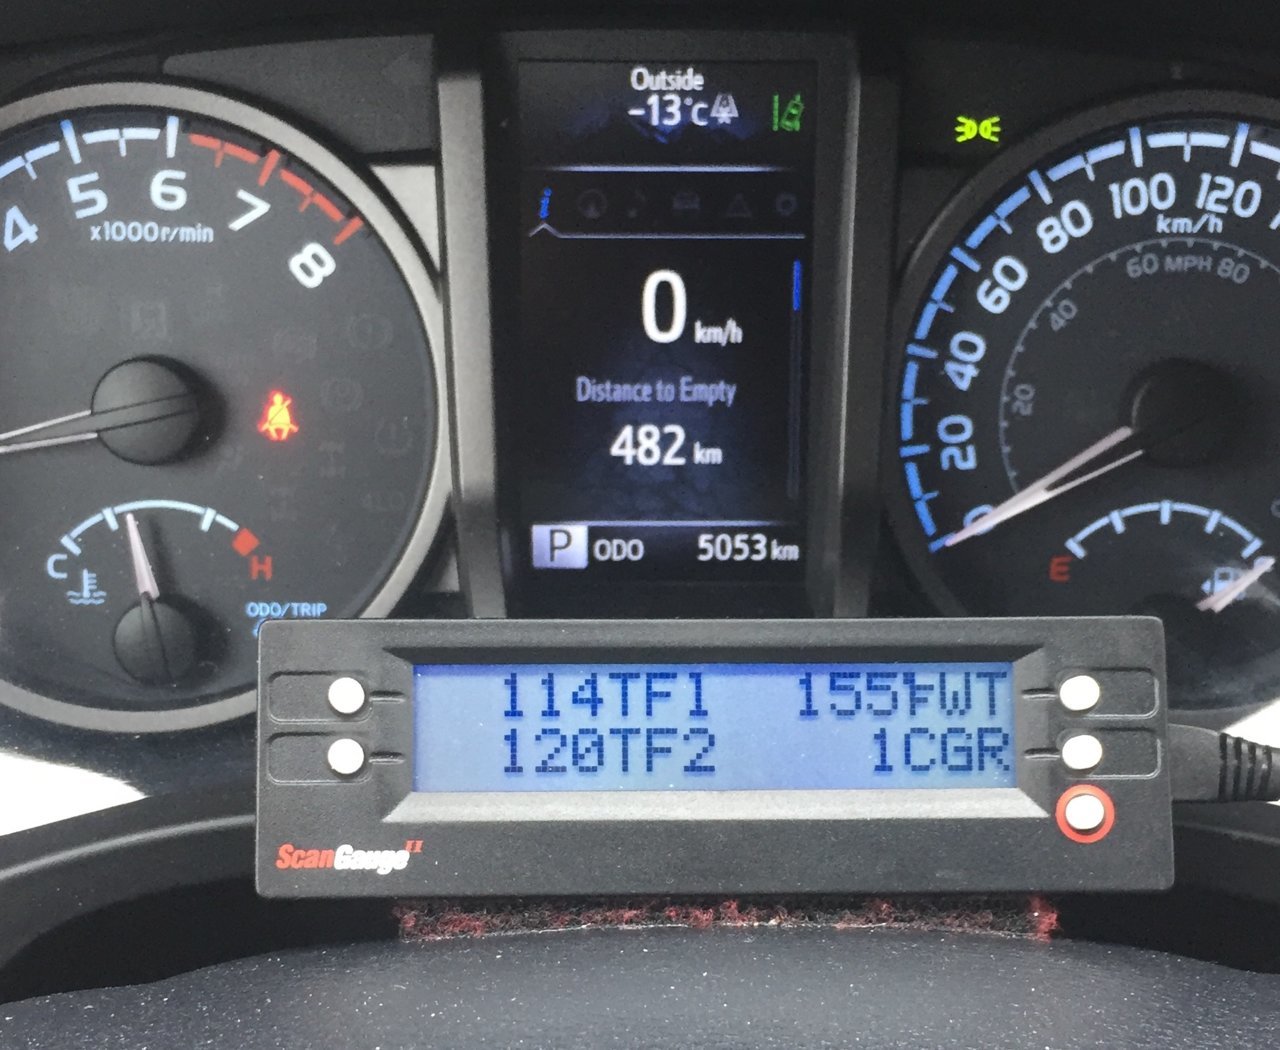 Outside
-13°C
4 5 6 7 8
x1000r/min
0 km/h
Distance to Empty
482 km
P ODO 5053 km
C H
ODO/TRIP
0 20 40 60 80 100 120
km/h
20 40 60 MPH 80
E
114TF1 155FWT
120TF2 1CGR
ScanGauge II